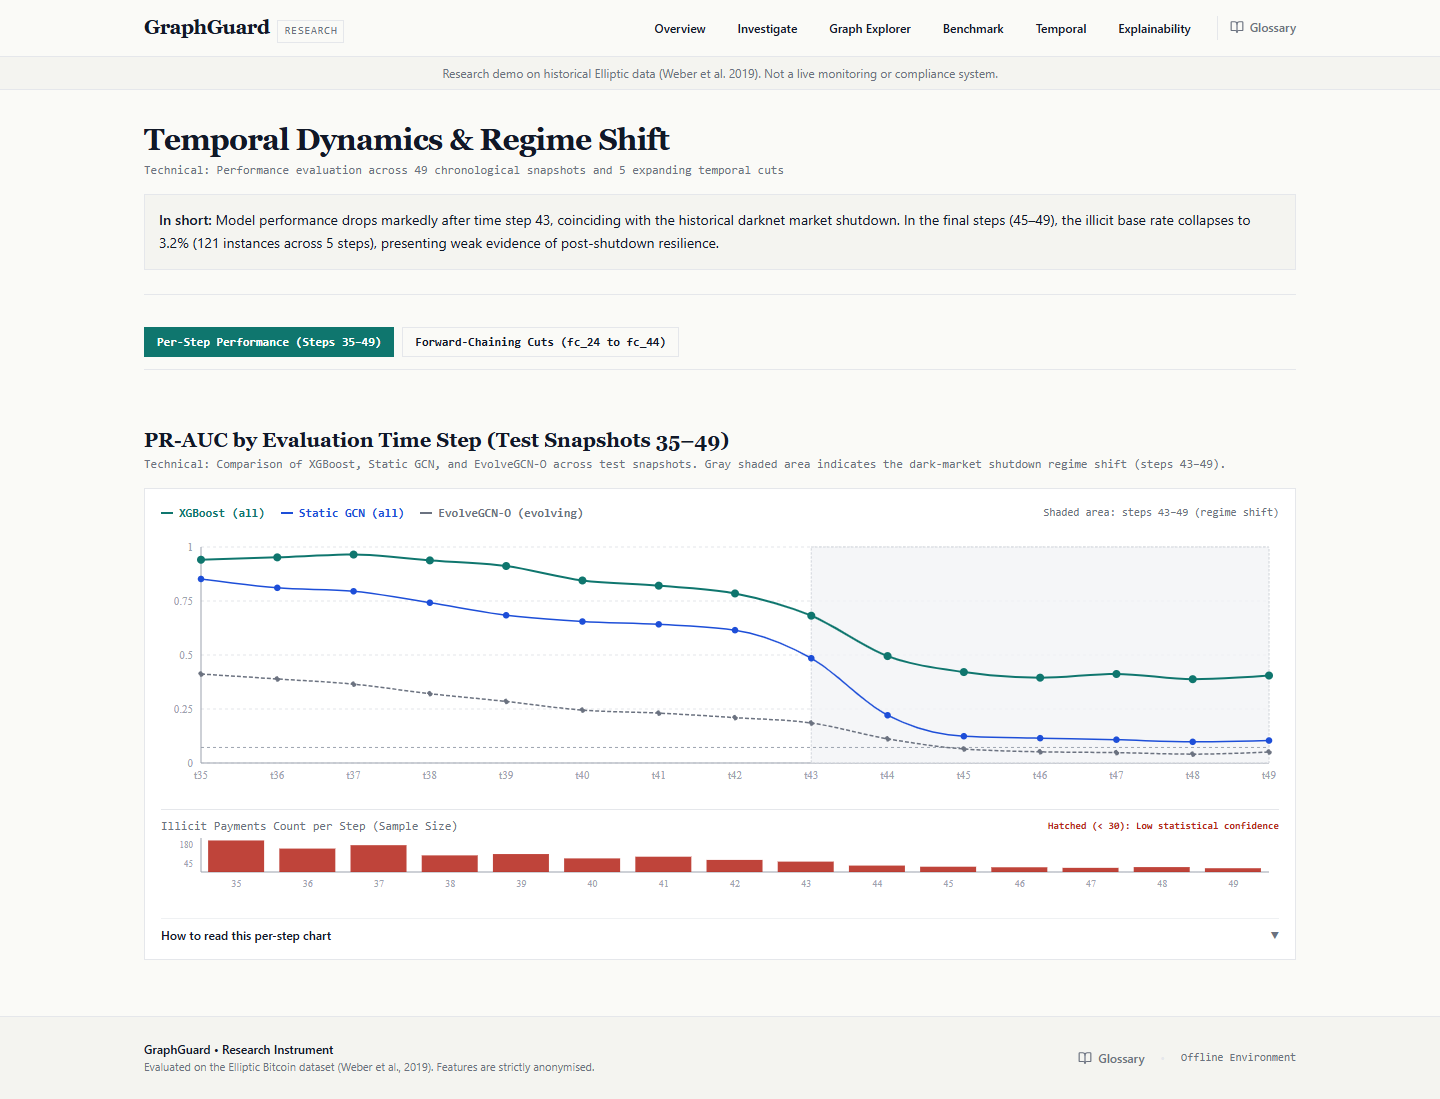 GraphGuard RESEARCH
Overview Investigate Graph Explorer Benchmark Temporal Explainability Glossary
Research demo on historical Elliptic data (Weber et al. 2019). Not a live monitoring or compliance system.
Temporal Dynamics & Regime Shift
Technical: Performance evaluation across 49 chronological snapshots and 5 expanding temporal cuts
In short: Model performance drops markedly after time step 43, coinciding with the historical darknet market shutdown. In the final steps (45–49), the illicit base rate collapses to
3.2% (121 instances across 5 steps), presenting weak evidence of post-shutdown resilience.
Per-Step Performance (Steps 35–49) Forward-Chaining Cuts (fc_24 to fc_44)
PR-AUC by Evaluation Time Step (Test Snapshots 35–49)
Technical: Comparison of XGBoost, Static GCN, and EvolveGCN-O across test snapshots. Gray shaded area indicates the dark-market shutdown regime shift (steps 43–49).
XGBoost (all) Static GCN (all) EvolveGCN-O (evolving) Shaded area: steps 43–49 (regime shift)
1
0.75
0.5
0.25
0
t35 t36 t37 t38 t39 t40 t41 t42 t43 t44 t45 t46 t47 t48 t49
Illicit Payments Count per Step (Sample Size) Hatched (< 30): Low statistical confidence
180
45
35 36 37 38 39 40 41 42 43 44 45 46 47 48 49
How to read this per-step chart ▼
GraphGuard • Research Instrument
Evaluated on the Elliptic Bitcoin dataset (Weber et al., 2019). Features are strictly anonymised.
Glossary · Offline Environment